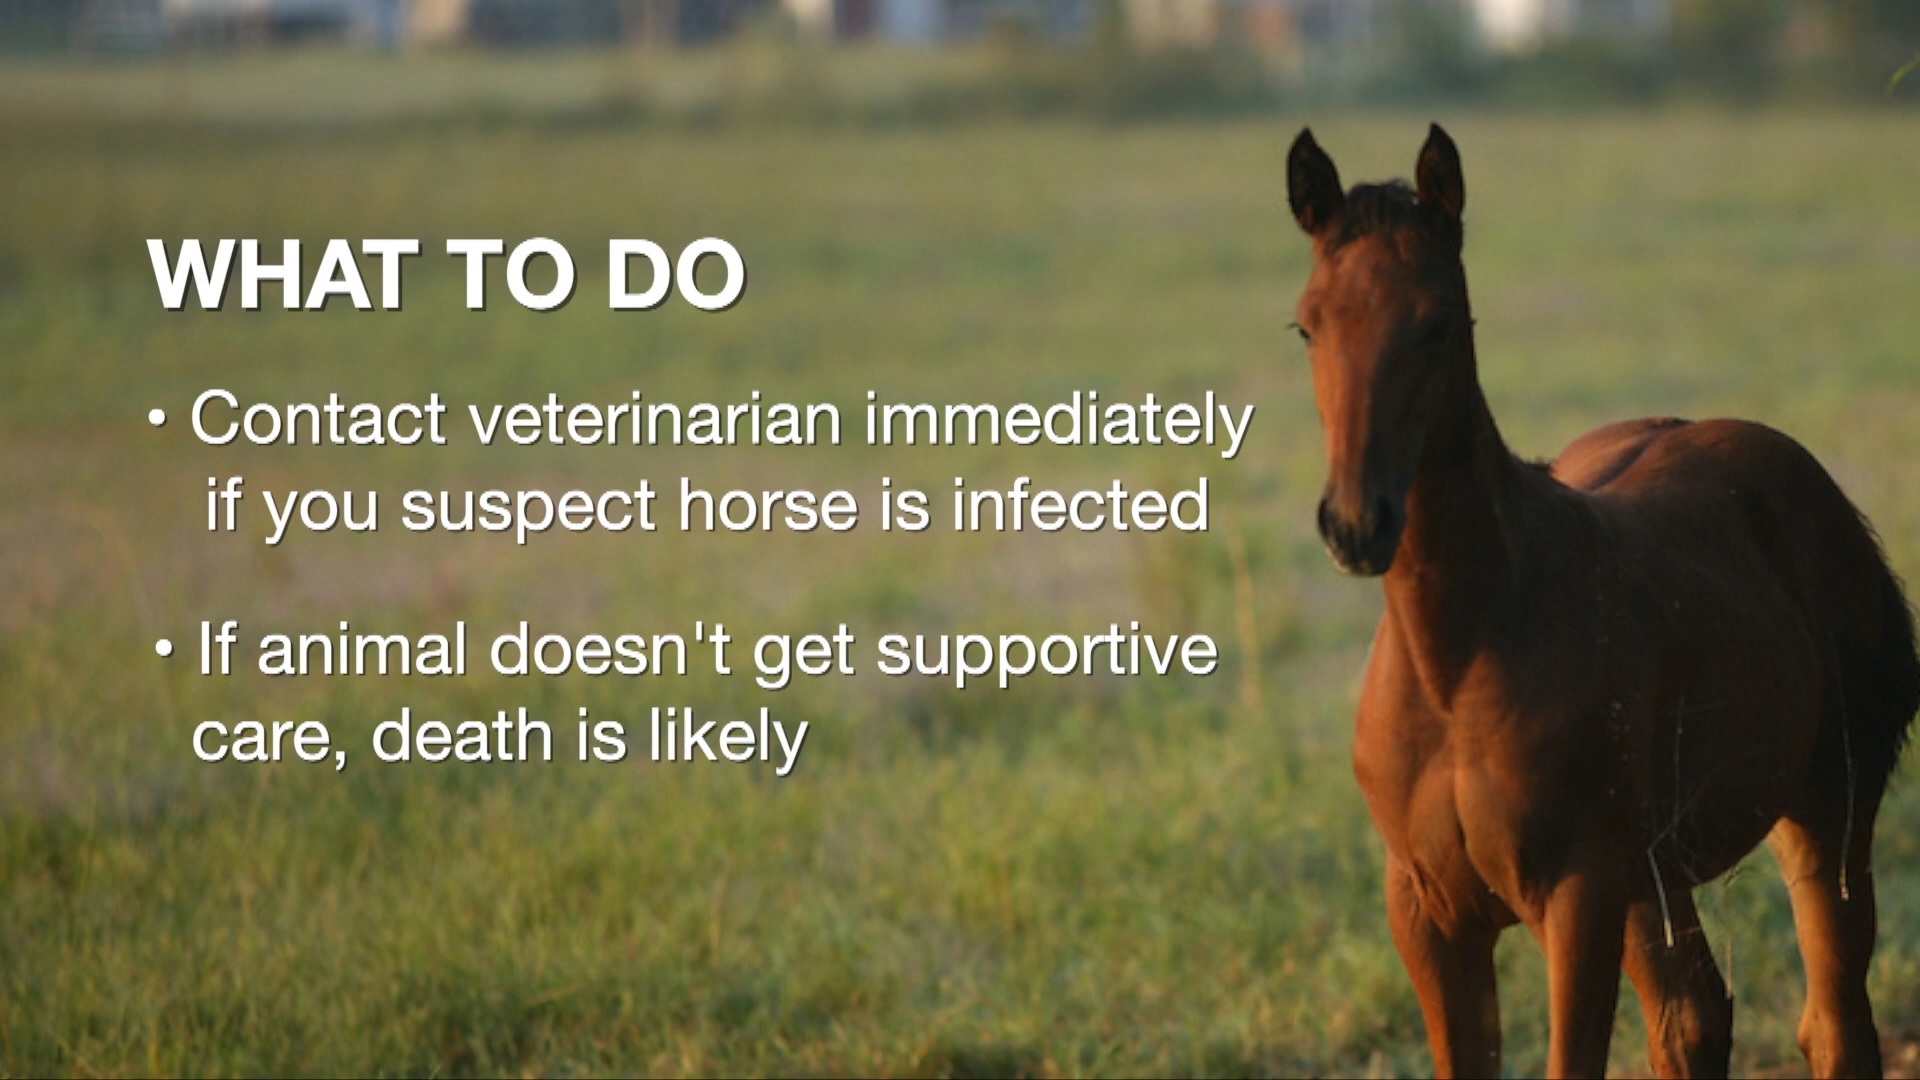 WHAT TO DO
• Contact veterinarian immediately
if you suspect horse is infected
• If animal doesn't get supportive
care, death is likely